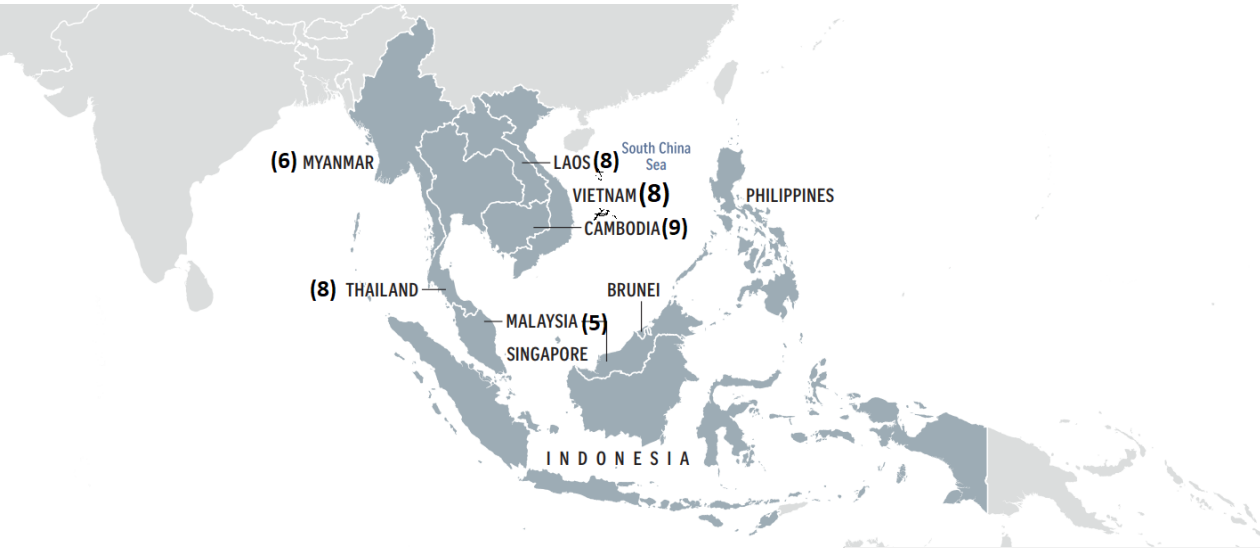 South China
Sea
(6) MYANMAR
LAOS(8)
VIETNAM(8)
PHILIPPINES
CAMBODIA(9)
(8) THAILAND
BRUNEI
MALAYSIA(5)
SINGAPORE
INDONESIA